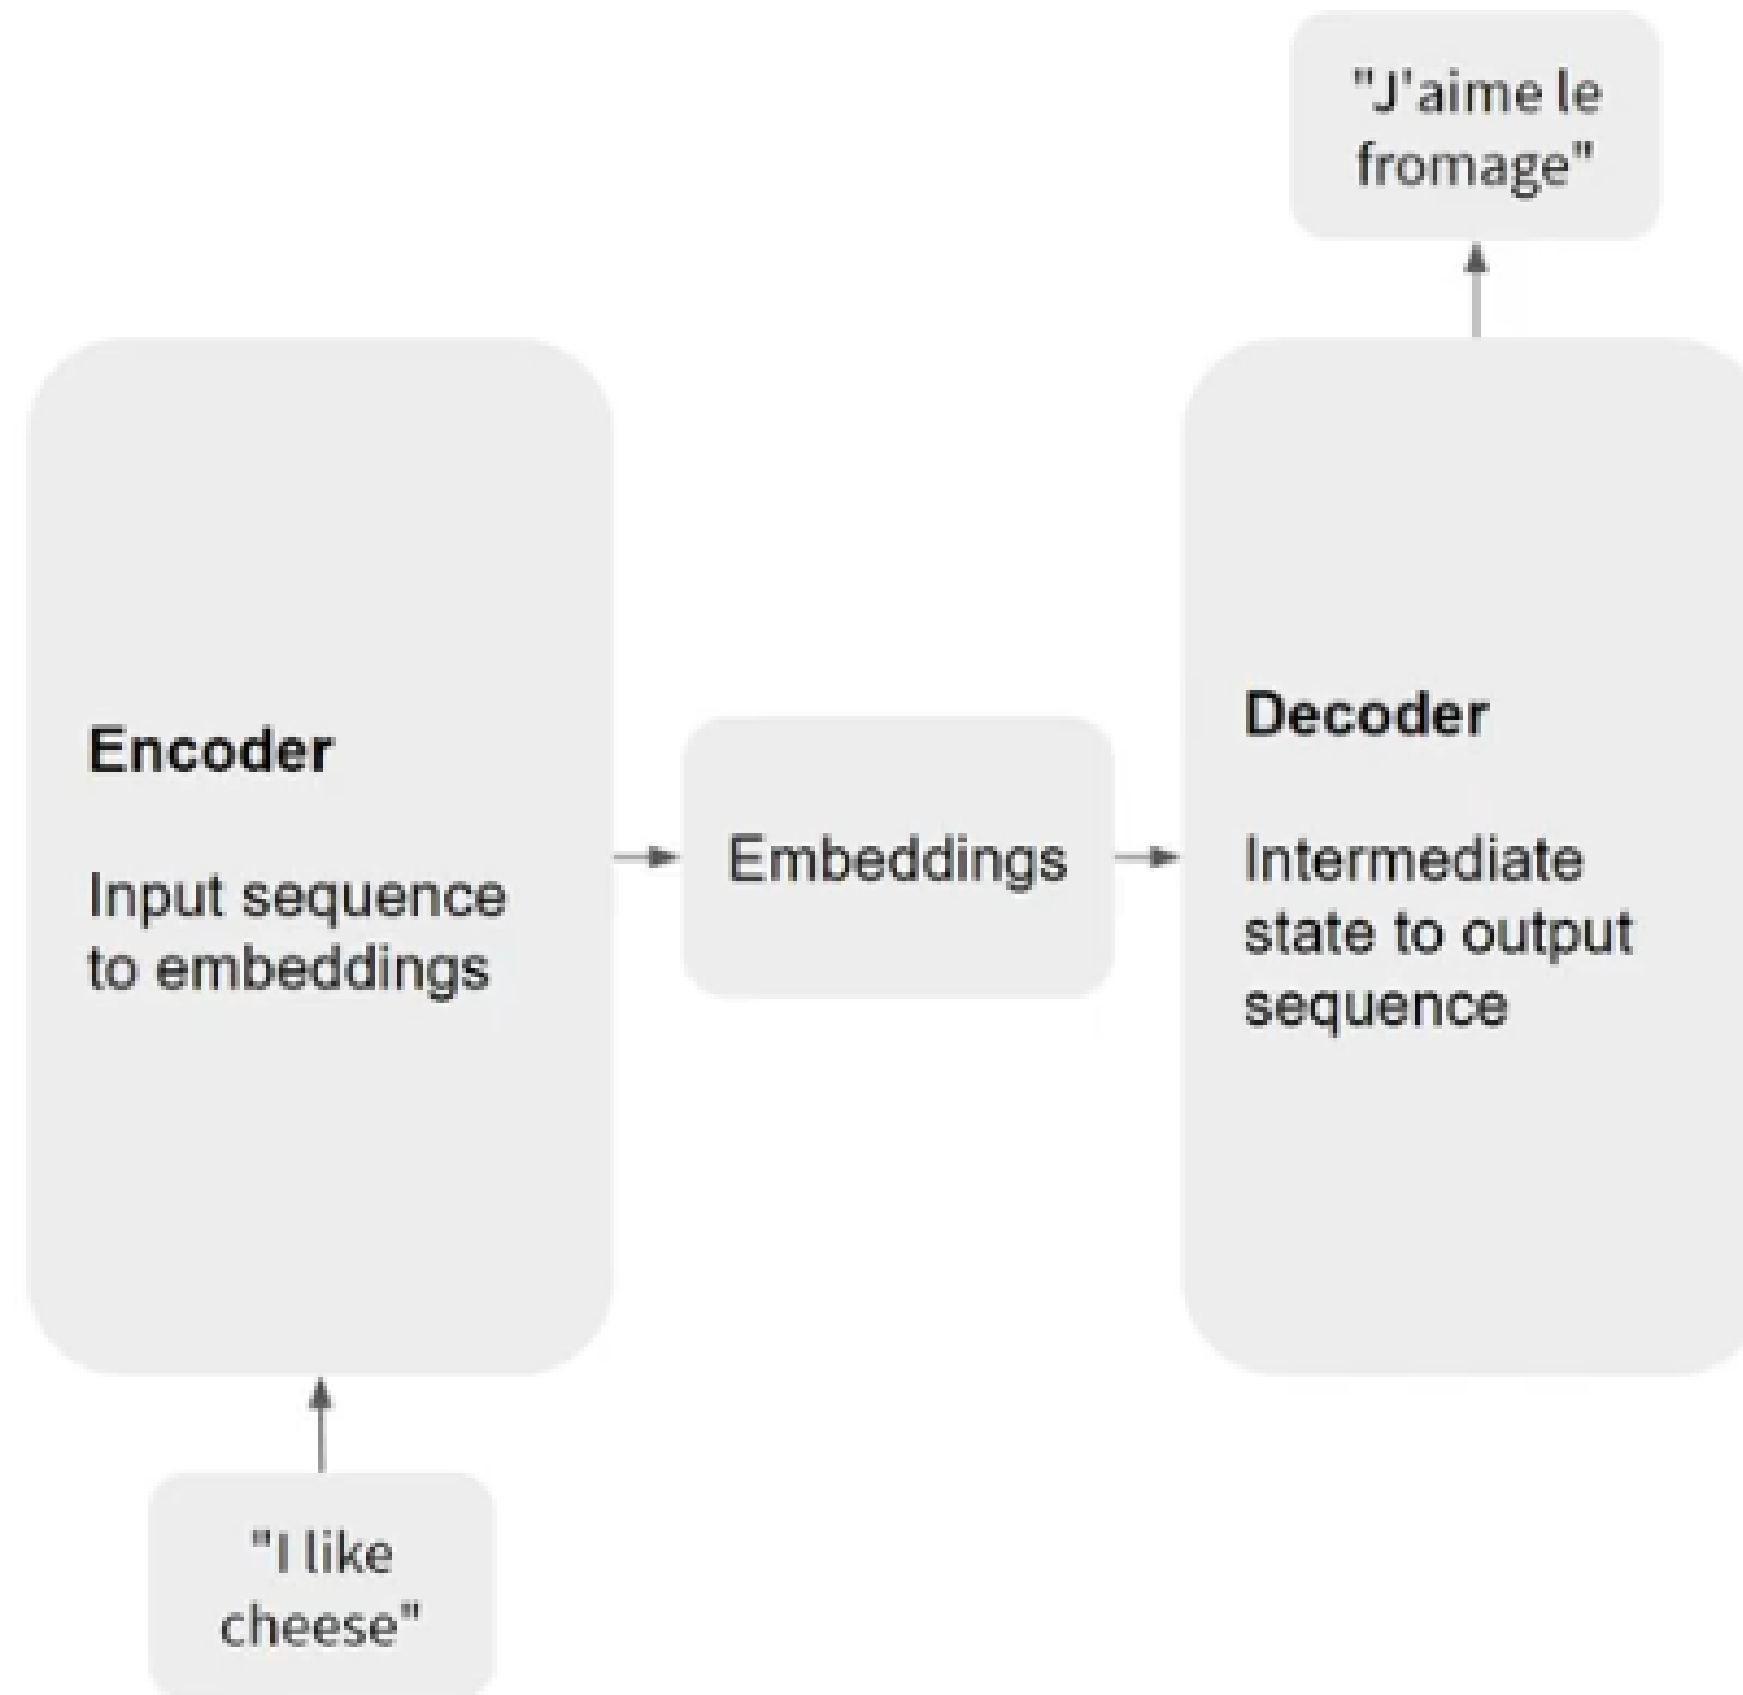 "J'aime le
fromage"
Encoder
Input sequence
to embeddings
Embeddings
Decoder
Intermediate
state to output
sequence
"I like
cheese"